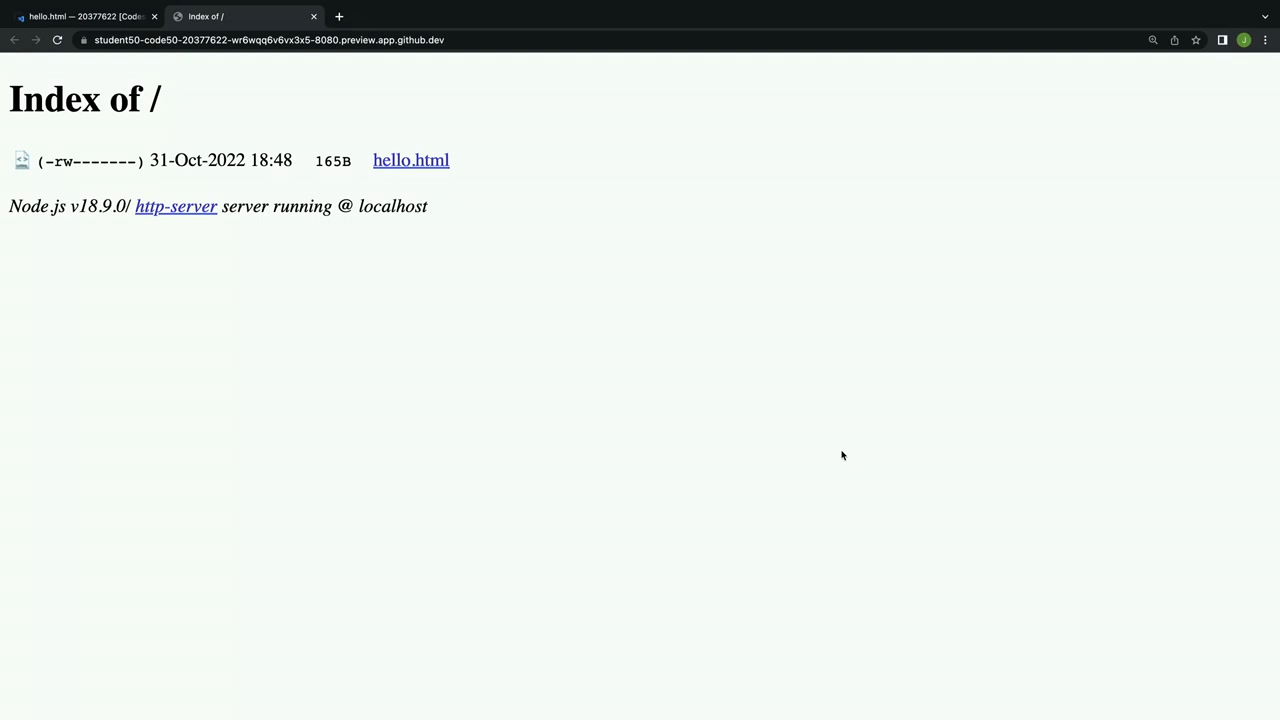 hello.html — 20377622 [Codes
Index of /
student50-code50-20377622-wr6wqq6v6vx3x5-8080.preview.app.github.dev
J
Index of /
(-rw-------) 31-Oct-2022 18:48 165B hello.html
Node.js v18.9.0/ http-server server running @ localhost